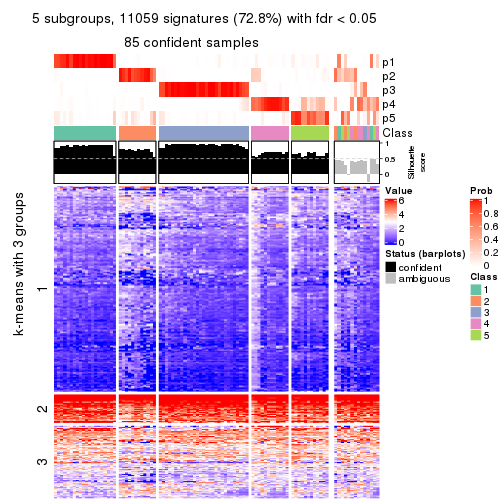 5 subgroups, 11059 signatures (72.8%) with fdr < 0.05
85 confident samples
p1
p2
p3
p4
p5
Class
1
0.5
0
Silhouette
score
k-means with 3 groups
1
2
3
Value
6
4
2
0
Status (barplots)
confident
ambiguous
Prob
1
0.8
0.6
0.4
0.2
0
Class
1
2
3
4
5